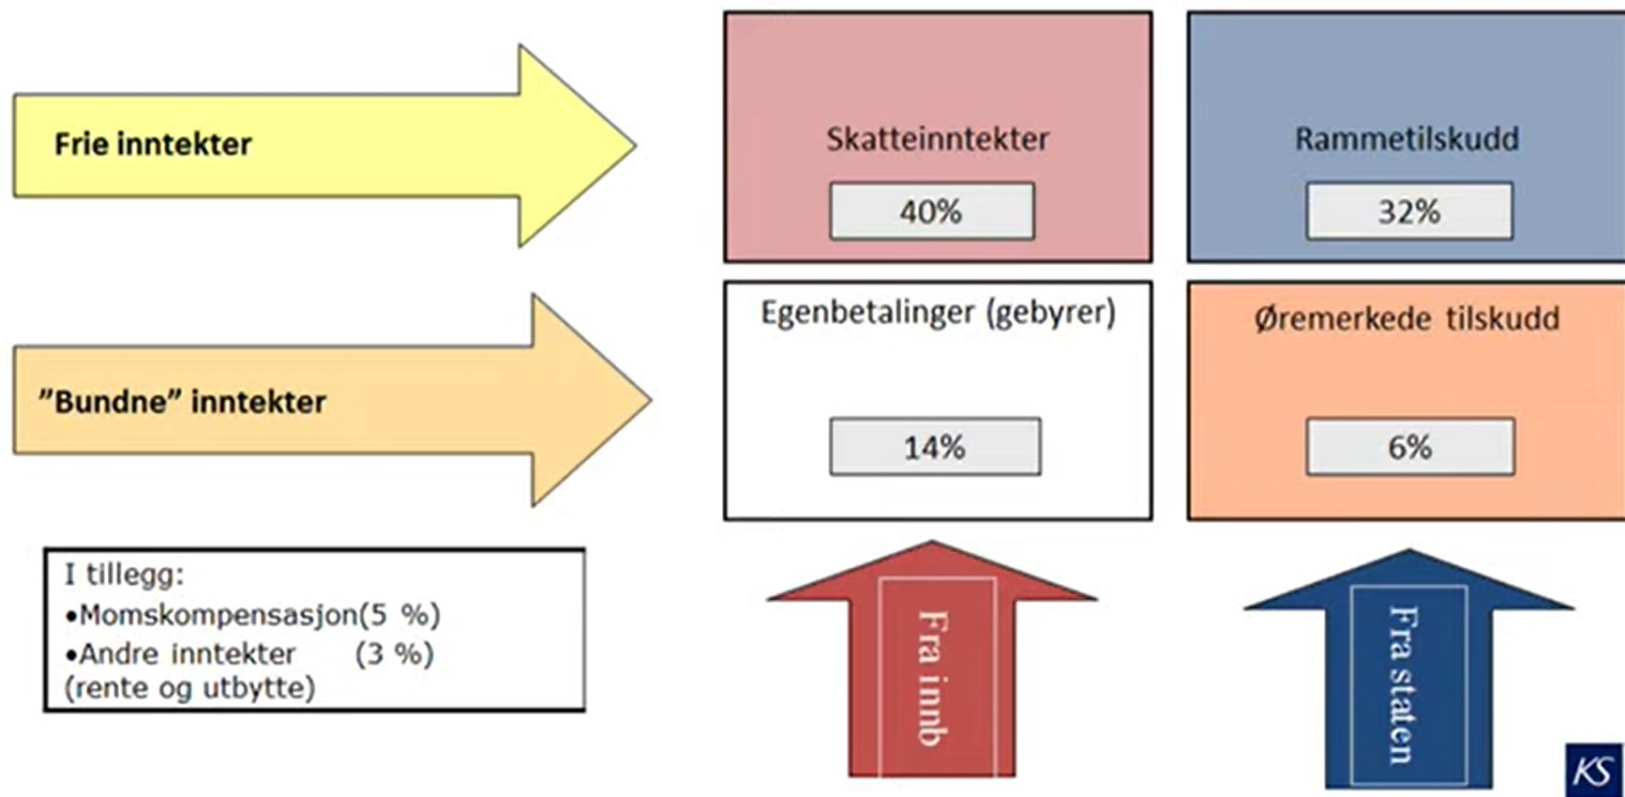 Frie inntekter
Skatteinntekter
40%
Rammetilskudd
32%
”Bundne” inntekter
Egenbetalinger (gebyrer)
14%
Øremerkede tilskudd
6%
I tillegg:
•Momskompensasjon(5 %)
•Andre inntekter (3 %)
(rente og utbytte)
Fra innb
Fra staten
KS